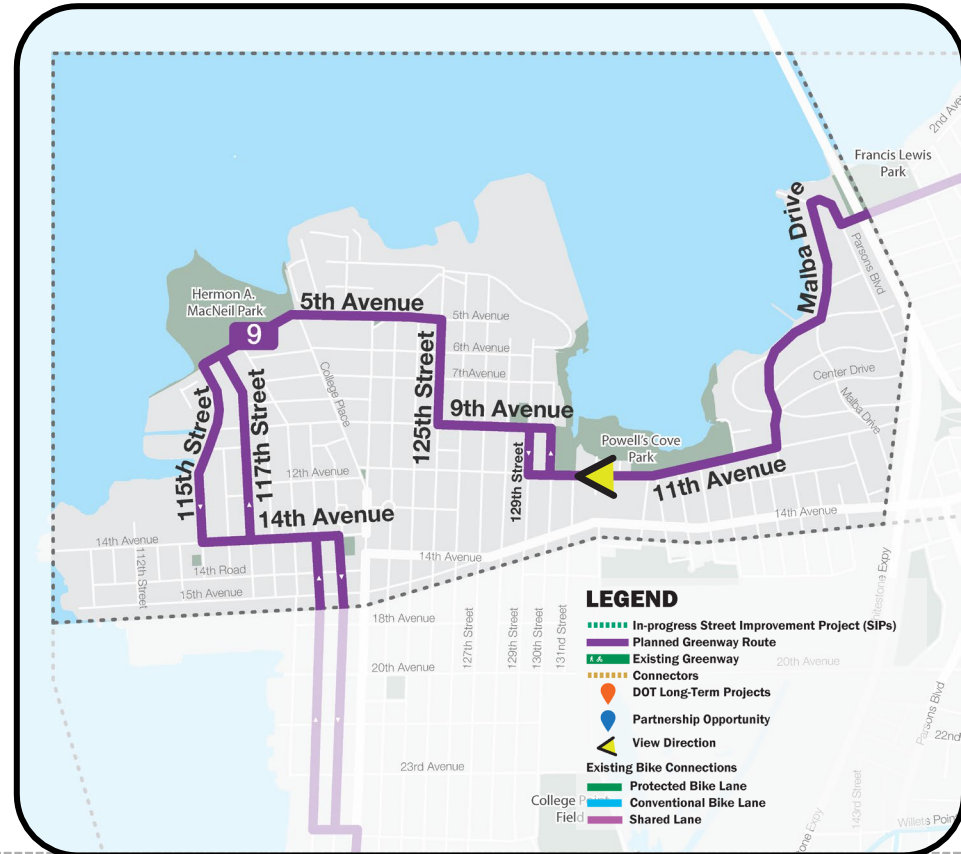 2nd Ave
Francis Lewis
Park
Malba Drive
Parsons Blvd
Hermon A.
MacNeil Park
5th Avenue
9
5th Avenue
6th Avenue
7thAvenue
College Place
125th Street
Center Drive
Malba Drive
9th Avenue
115th Street
117th Street
129th Street
Powell's Cove
Park
11th Avenue
12th Avenue
14th Avenue
14th Avenue
14th Avenue
14th Avenue
112th Street
14th Road
15th Avenue
18th Avenue
127th Street
129th Street
130th Street
131nd Street
20th Avenue
20th Avenue
23rd Avenue
College Point
Field
Whitestone Expy
Parsons Blvd
22nd
143rd Street
Willets Poin
one Expy
LEGEND
In-progress Street Improvement Project (SIPs)
Planned Greenway Route
Existing Greenway
Connectors
DOT Long-Term Projects
Partnership Opportunity
View Direction
Existing Bike Connections
Protected Bike Lane
Conventional Bike Lane
Shared Lane